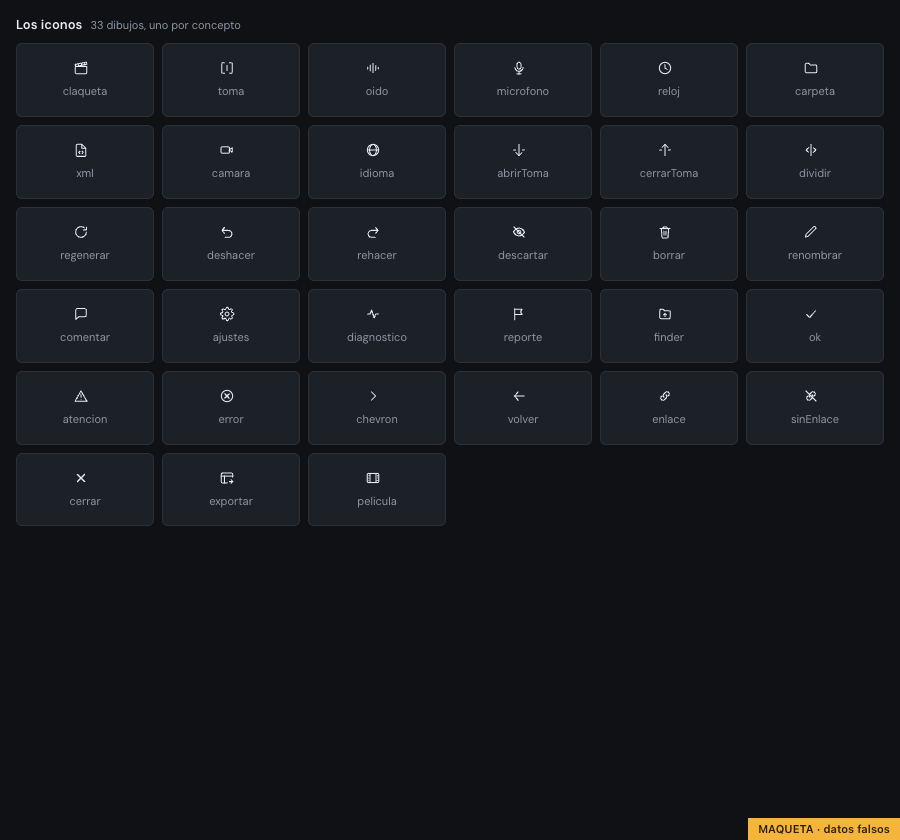 Los iconos 33 dibujos, uno por concepto
claqueta toma oido microfono reloj carpeta
xml camara idioma abrirToma cerrarToma dividir
regenerar deshacer rehacer descartar borrar renombrar
comentar ajustes diagnostico reporte finder ok
atencion error chevron volver enlace sinEnlace
cerrar exportar pelicula
MAQUETA · datos falsos